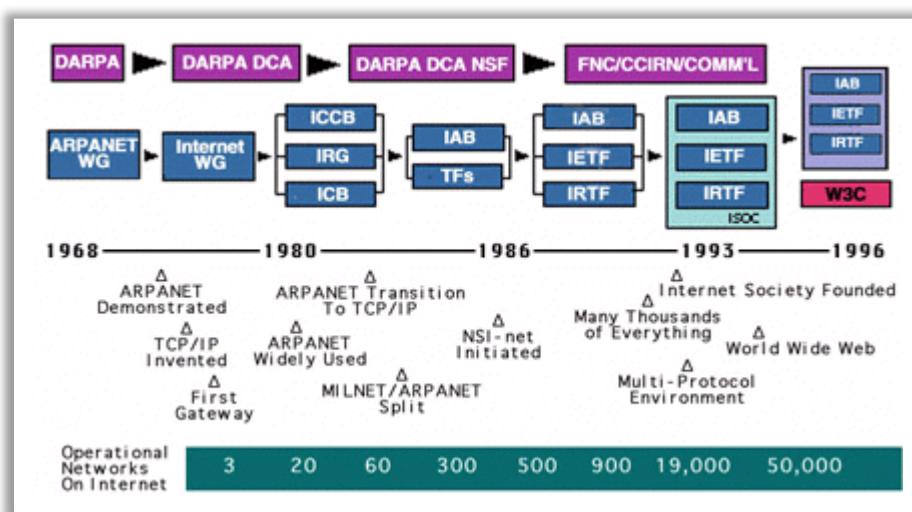 DARPA
DARPA DCA
DARPA DCA NSF
FNC/CCIRN/COMM'L
ARPANET
WG
Internet
WG
ICCB
IRG
ICB
IAB
TFs
IAB
IETF
IRTF
IAB
IETF
IRTF
ISOC
IAB
IETF
IRTF
W3C
1968
1980
1986
1993
1996
ARPANET
Demonstrated
TCP/IP
Invented
First
Gateway
ARPANET
Widely Used
ARPANET Transition
To TCP/IP
MILNET/ARPANET
Split
NSI-net
Initiated
Internet Society Founded
Many Thousands
of Everything
World Wide Web
Multi-Protocol
Environment
Operational
Networks
On Internet
3 20 60 300 500 900 19,000 50,000